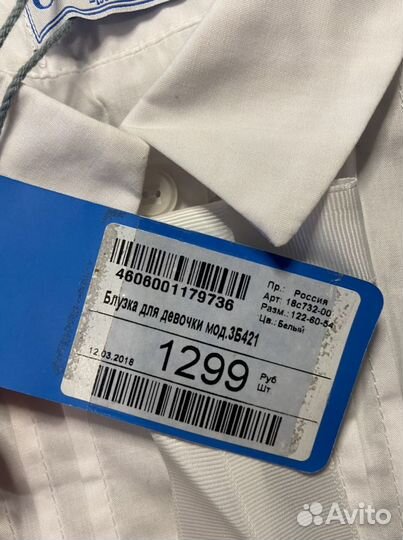 4606001179736
Пр.: Россия
Арт: 18с732-00
Разм.: 122-60-54
Цв.: Белый
Блузка для девочки мод.3Б421
12.03.2018
1299 Руб
Шт.
Avito